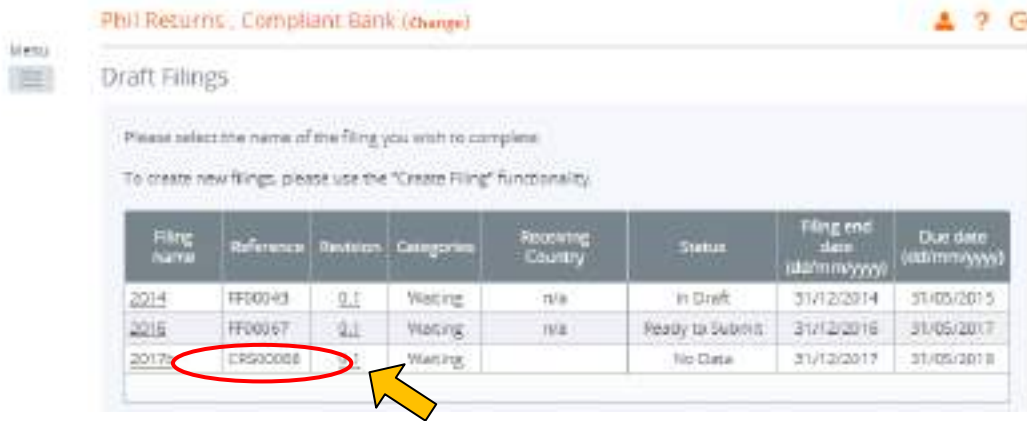 Phil Returns , Compliant Bank (Change)
?
Menu
Draft Filings
Please select the name of the filing you wish to complete
To create new filings, please use the "Create Filing" functionality.
Filing name Reference Revision Categories Receiving Country Status Filing end date (dd/mm/yyyy) Due date (dd/mm/yyyy)
2014 FF00043 0.1 Waiting n/a In Draft 31/12/2014 31/05/2015
2016 FF00067 0.1 Waiting n/a Ready to Submit 31/12/2016 31/05/2017
Waiting No Data 31/12/2017 31/05/2018